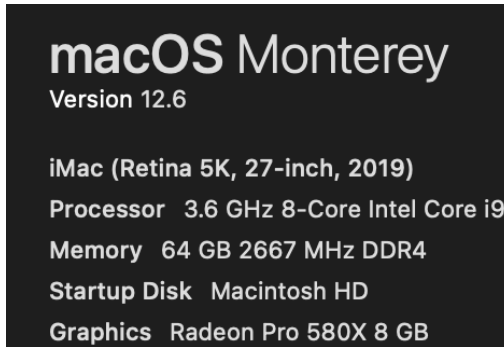 macOS Monterey
Version 12.6
iMac (Retina 5K, 27-inch, 2019)
Processor 3.6 GHz 8-Core Intel Core i9
Memory 64 GB 2667 MHz DDR4
Startup Disk Macintosh HD
Graphics Radeon Pro 580X 8 GB